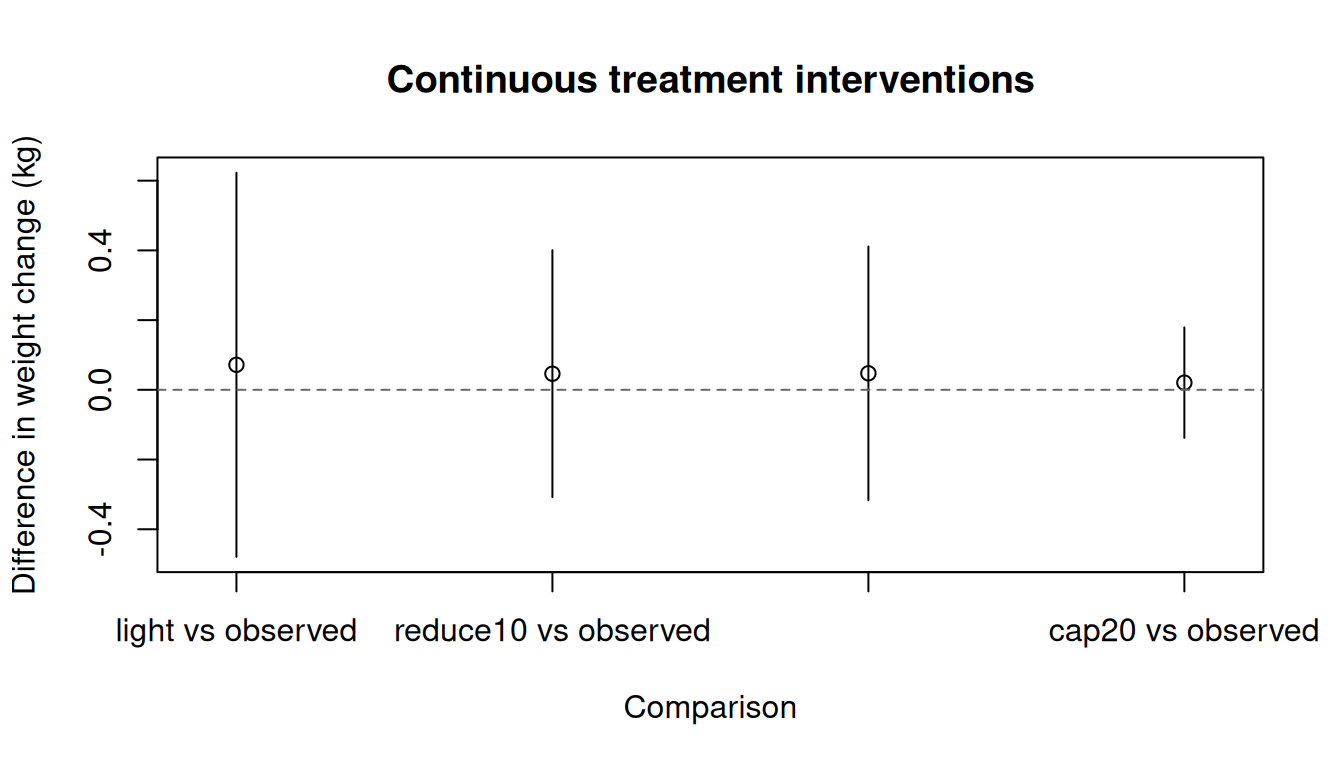 Continuous treatment interventions
Difference in weight change (kg)
0.4
0.0
-0.4
light vs observed
reduce10 vs observed
cap20 vs observed
Comparison